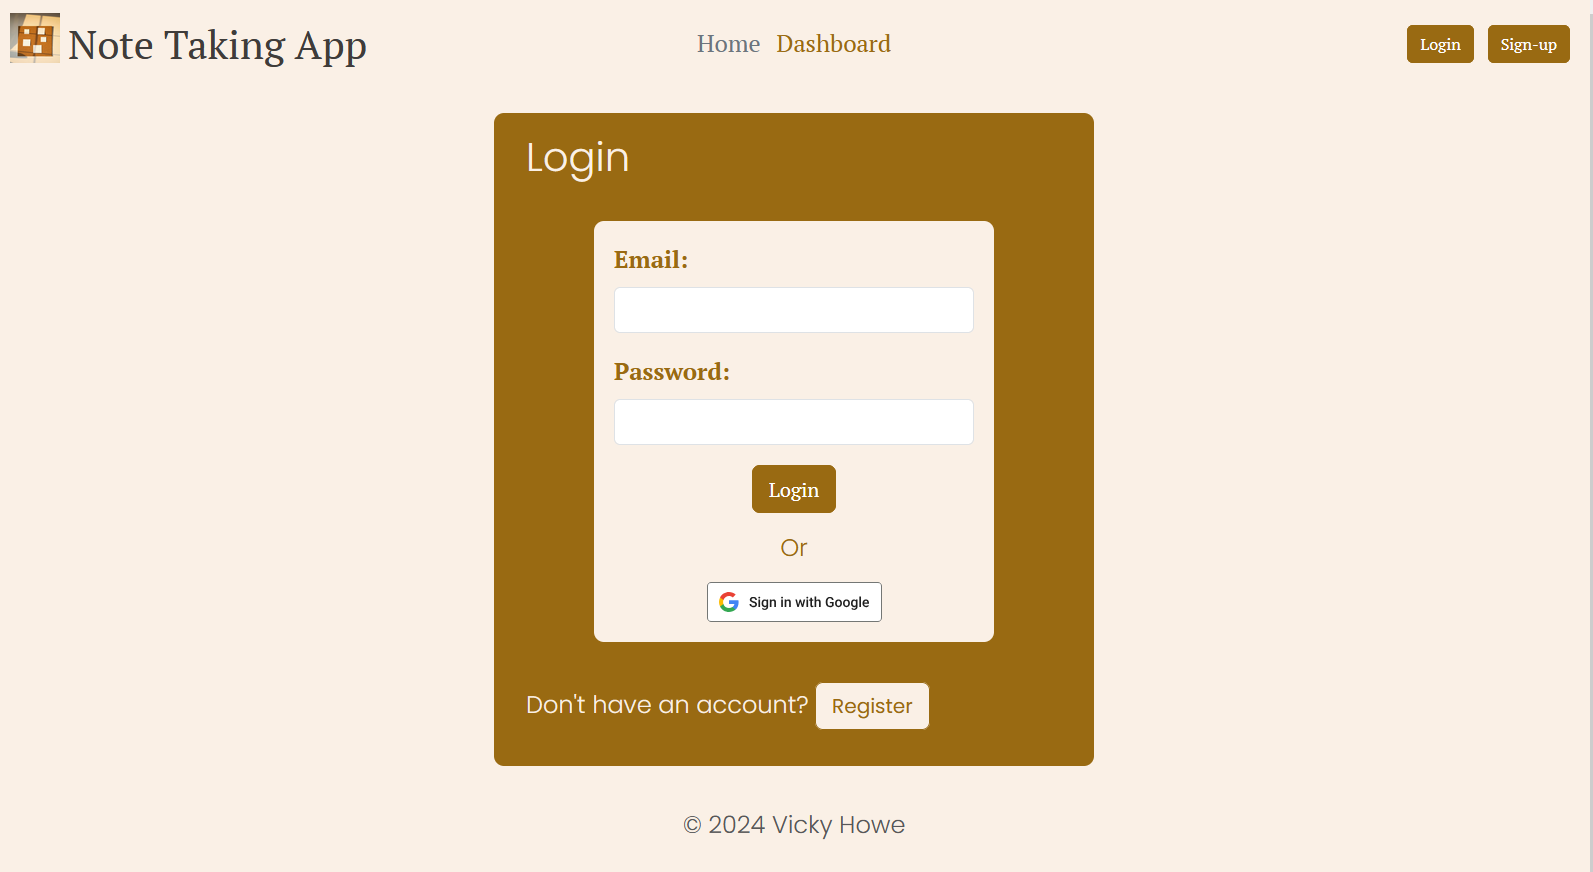 Note Taking App
Home Dashboard
Login Sign-up
Login
Email:
Password:
Login
Or
Sign in with Google
Don't have an account? Register
© 2024 Vicky Howe